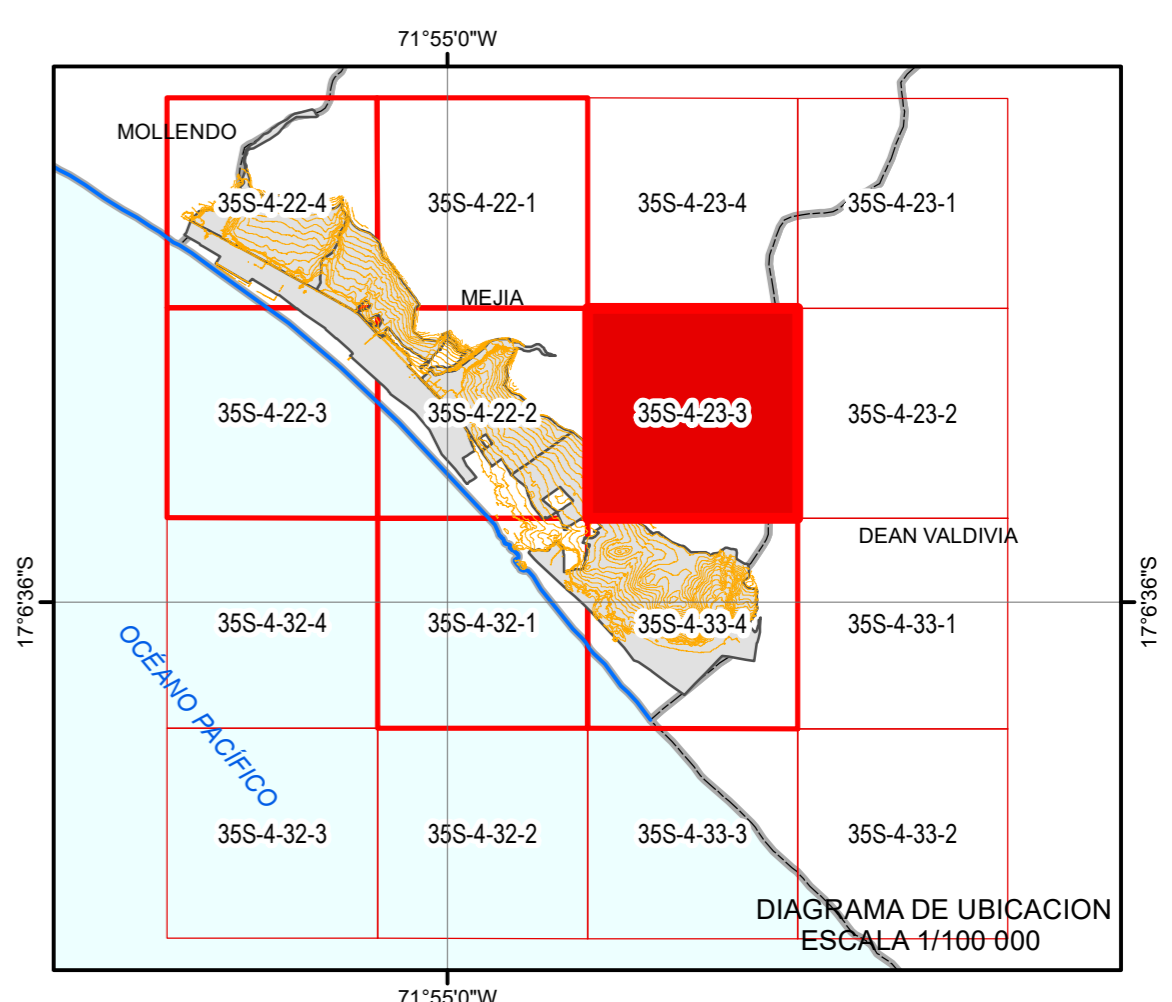 71°55'0"W
MOLLENDO
35S-4-22-4
35S-4-22-1
35S-4-23-4
35S-4-23-1
MEJIA
35S-4-22-3
35S-4-22-2
35S-4-23-3
35S-4-23-2
DEAN VALDIVIA
17°6'36"S
17°6'36"S
35S-4-32-4
35S-4-32-1
35S-4-33-4
35S-4-33-1
OCÉANO PACÍFICO
35S-4-32-3
35S-4-32-2
35S-4-33-3
35S-4-33-2
DIAGRAMA DE UBICACION
ESCALA 1/100 000
71°55'0"W